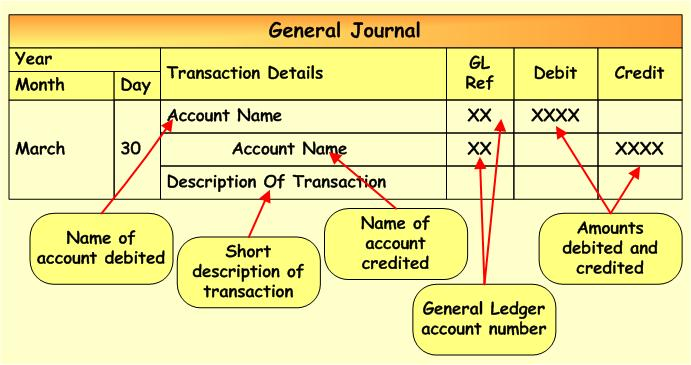 General Journal
Year
Month
Day
Transaction Details
GL
Ref
Debit
Credit
Account Name
XX
XXXX
March
30
Account Name
XX
XXXX
Description Of Transaction
Name of
account debited
Short
description of
transaction
Name of
account
credited
General Ledger
account number
Amounts
debited and
credited